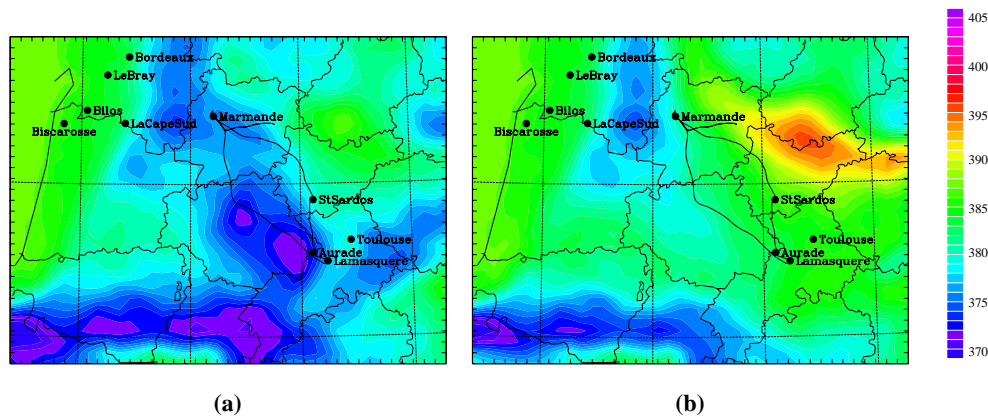 Bordeaux
LeBray
Bilos
Biscarosse
LaCapeSud
Marmande
StSardos
Toulouse
Aurade
Lamasquere
(a)
Bordeaux
LeBray
Bilos
Biscarosse
LaCapeSud
Marmande
StSardos
Toulouse
Aurade
Lamasquere
(b)
405
400
395
390
385
380
375
370